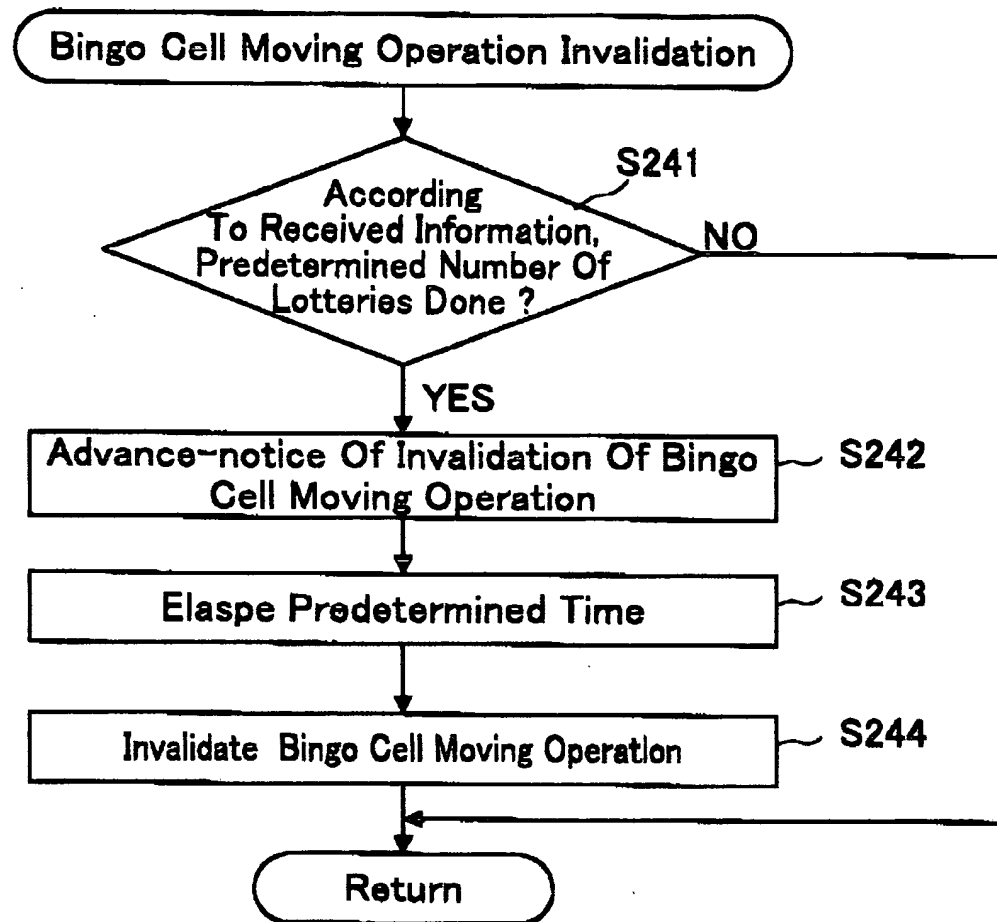 Bingo Cell Moving Operation Invalidation
S241
According
To Received Information,
Predetermined Number Of
Lotteries Done ?
NO
YES
Advance-notice Of Invalidation Of Bingo
Cell Moving Operation
S242
Elaspe Predetermined Time
S243
Invalidate Bingo Cell Moving Operation
S244
Return